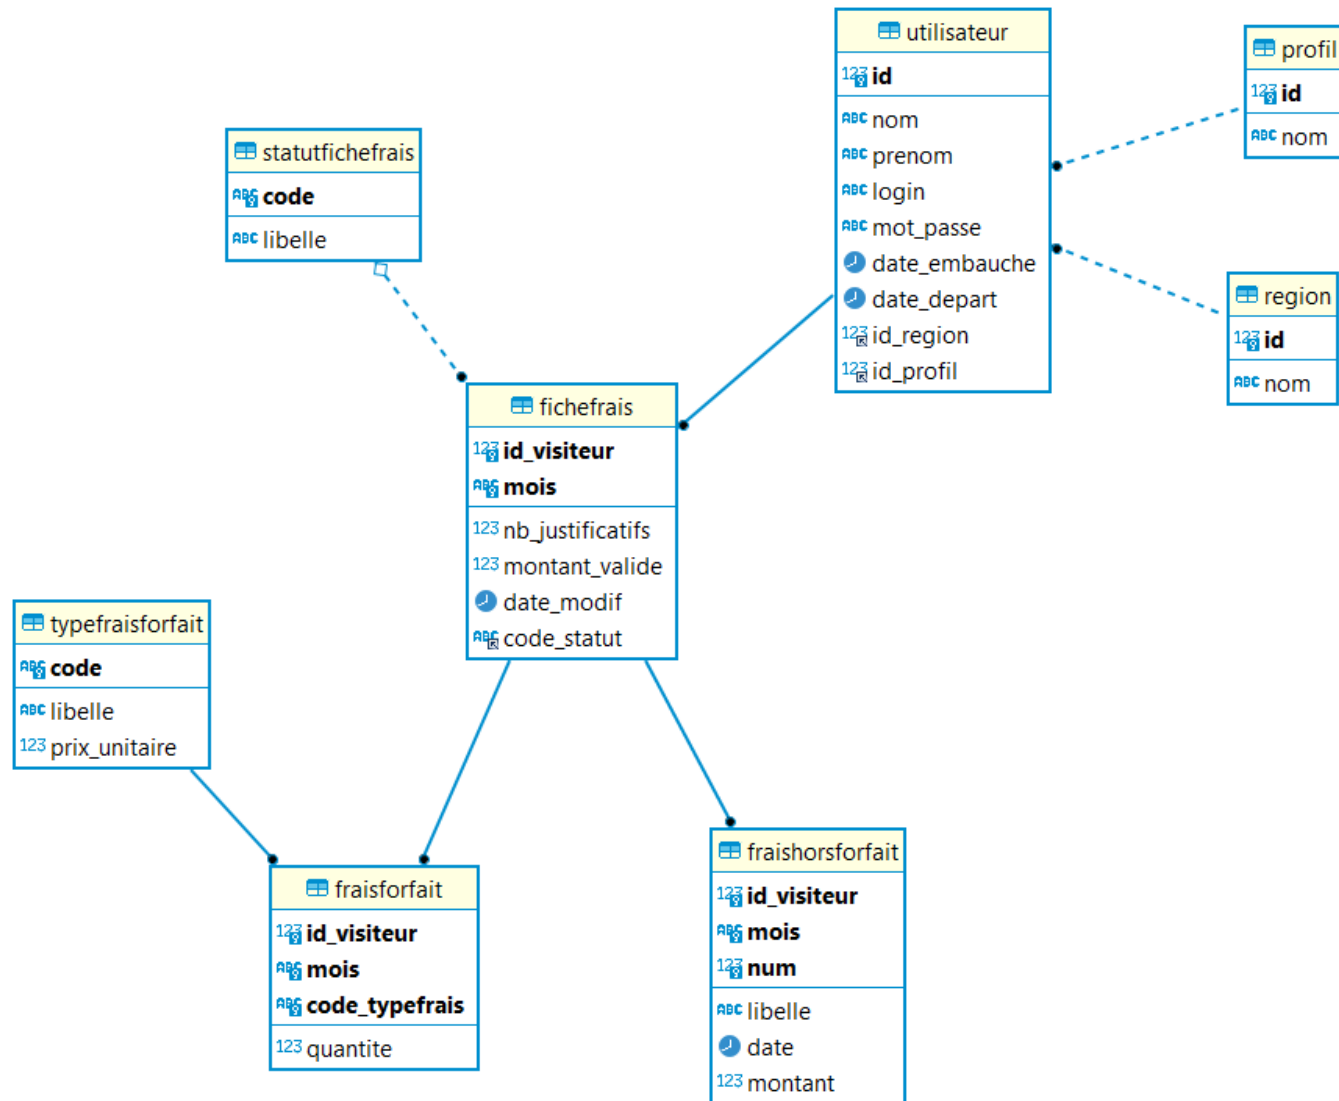 utilisateur
id
nom
prenom
login
mot_passe
date_embauche
date_depart
id_region
id_profil
profil
id
nom
region
id
nom
statutfichefrais
code
libelle
fichefrais
id_visiteur
mois
nb_justificatifs
montant_valide
date_modif
code_statut
typefraisforfait
code
libelle
prix_unitaire
fraisforfait
id_visiteur
mois
code_typefrais
quantite
fraishorsforfait
id_visiteur
mois
num
libelle
date
montant